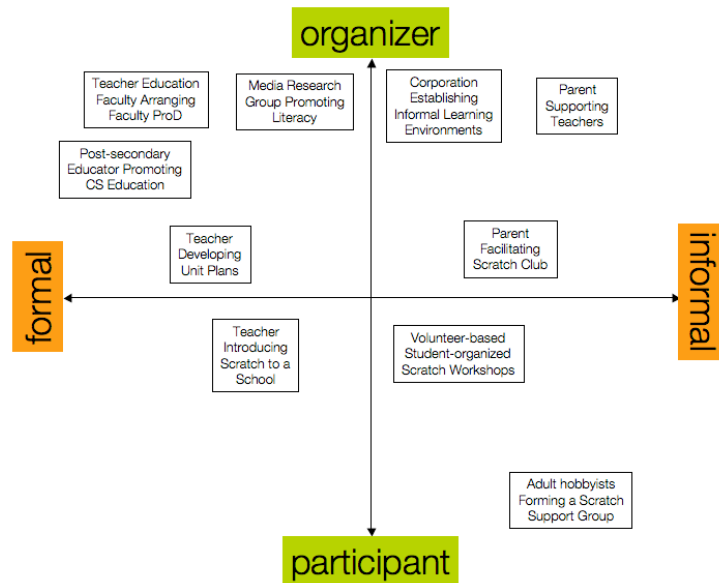 organizer
Teacher Education
Faculty Arranging
Faculty ProD
Media Research
Group Promoting
Literacy
Corporation
Establishing
Informal Learning
Environments
Parent
Supporting
Teachers
Post-secondary
Educator Promoting
CS Education
Teacher
Developing
Unit Plans
Parent
Facilitating
Scratch Club
formal
informal
Teacher
Introducing
Scratch to a
School
Volunteer-based
Student-organized
Scratch Workshops
Adult hobbyists
Forming a Scratch
Support Group
participant